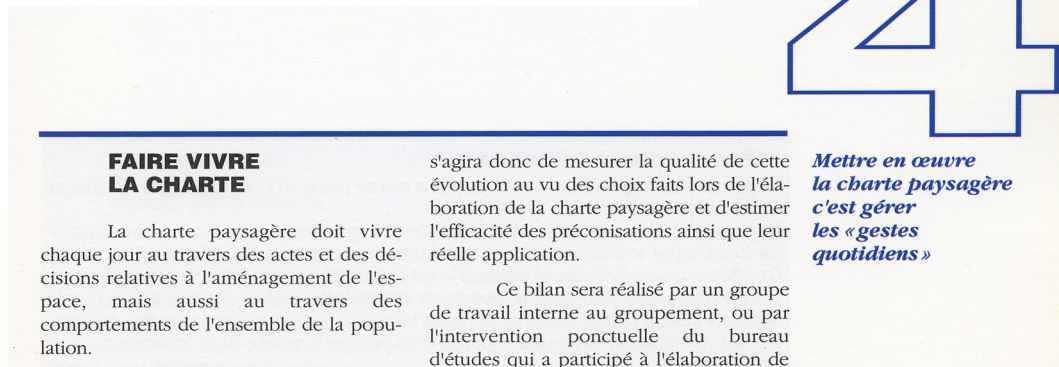 4
FAIRE VIVRE
LA CHARTE
La charte paysagère doit vivre
chaque jour au travers des actes et des dé-
cisions relatives à l'aménagement de l'es-
pace, mais aussi au travers des
comportements de l'ensemble de la popu-
lation.
s'agira donc de mesurer la qualité de cette
évolution au vu des choix faits lors de l'éla-
boration de la charte paysagère et d'estimer
l'efficacité des préconisations ainsi que leur
réelle application.
Ce bilan sera réalisé par un groupe
de travail interne au groupement, ou par
l'intervention ponctuelle du bureau
d'études qui a participé à l'élaboration de
Mettre en œuvre
la charte paysagère
c'est gérer
les «gestes
quotidiens»